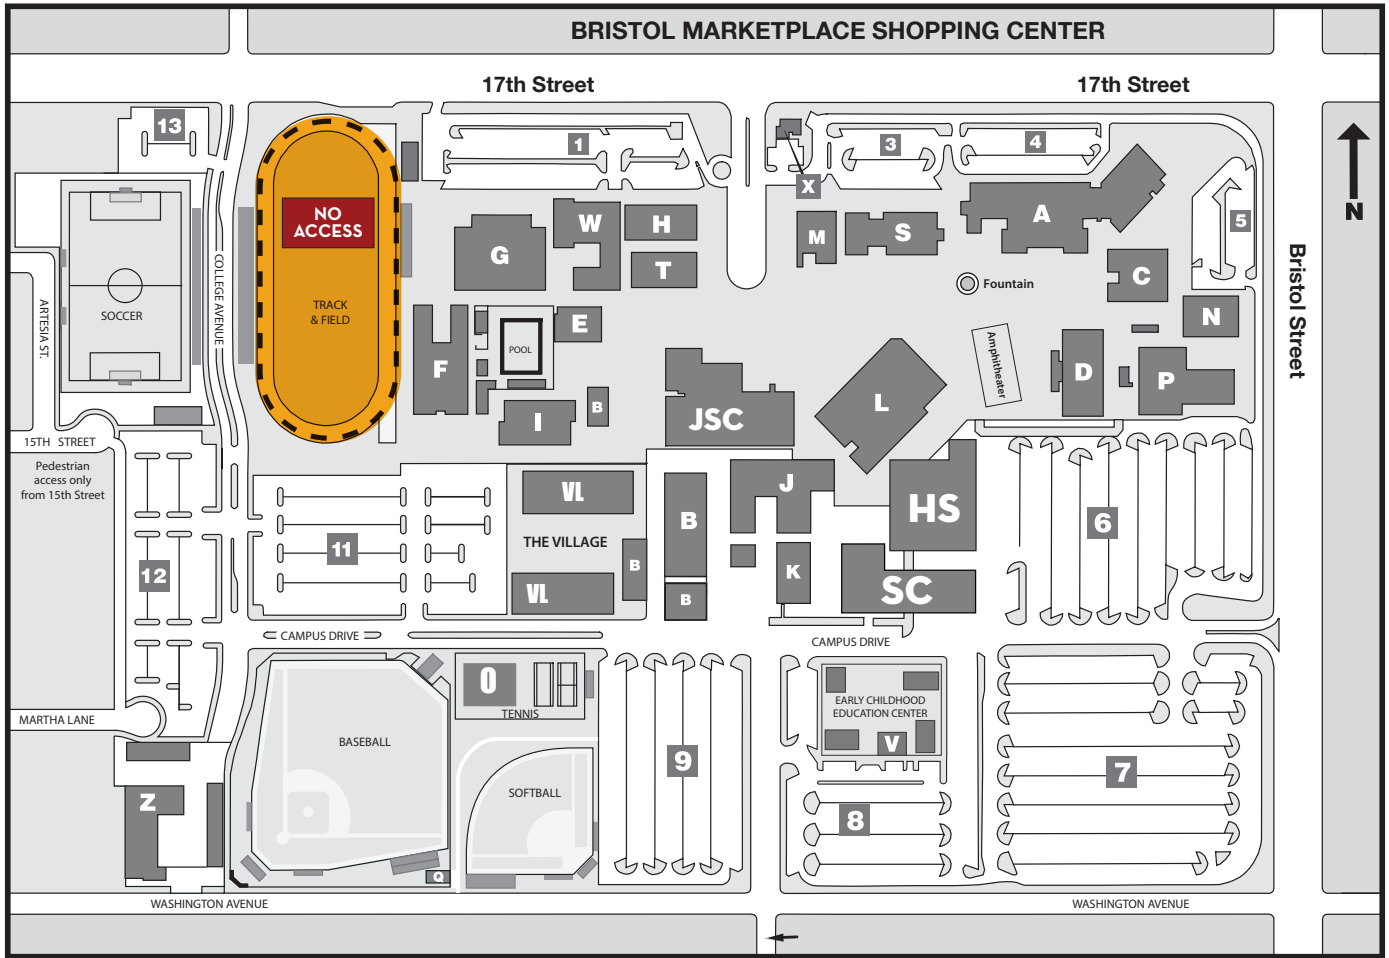 BRISTOL MARKETPLACE SHOPPING CENTER
17th Street
17th Street
13
1
3
4
X
5
N
NO
ACCESS
TRACK
& FIELD
W
H
G
T
M
S
A
C
Fountain
N
Bristol Street
COLLEGE AVENUE
ARTESIA ST.
SOCCER
F
E
POOL
I
B
JSC
L
Amphitheater
D
P
15TH STREET
Pedestrian
access only
from 15th Street
VL
THE VILLAGE
VL
B
B
B
J
K
HS
SC
6
11
12
CAMPUS DRIVE
CAMPUS DRIVE
MARTHA LANE
BASEBALL
O
TENNIS
SOFTBALL
9
EARLY CHILDHOOD
EDUCATION CENTER
V
8
7
Z
Q
WASHINGTON AVENUE
WASHINGTON AVENUE